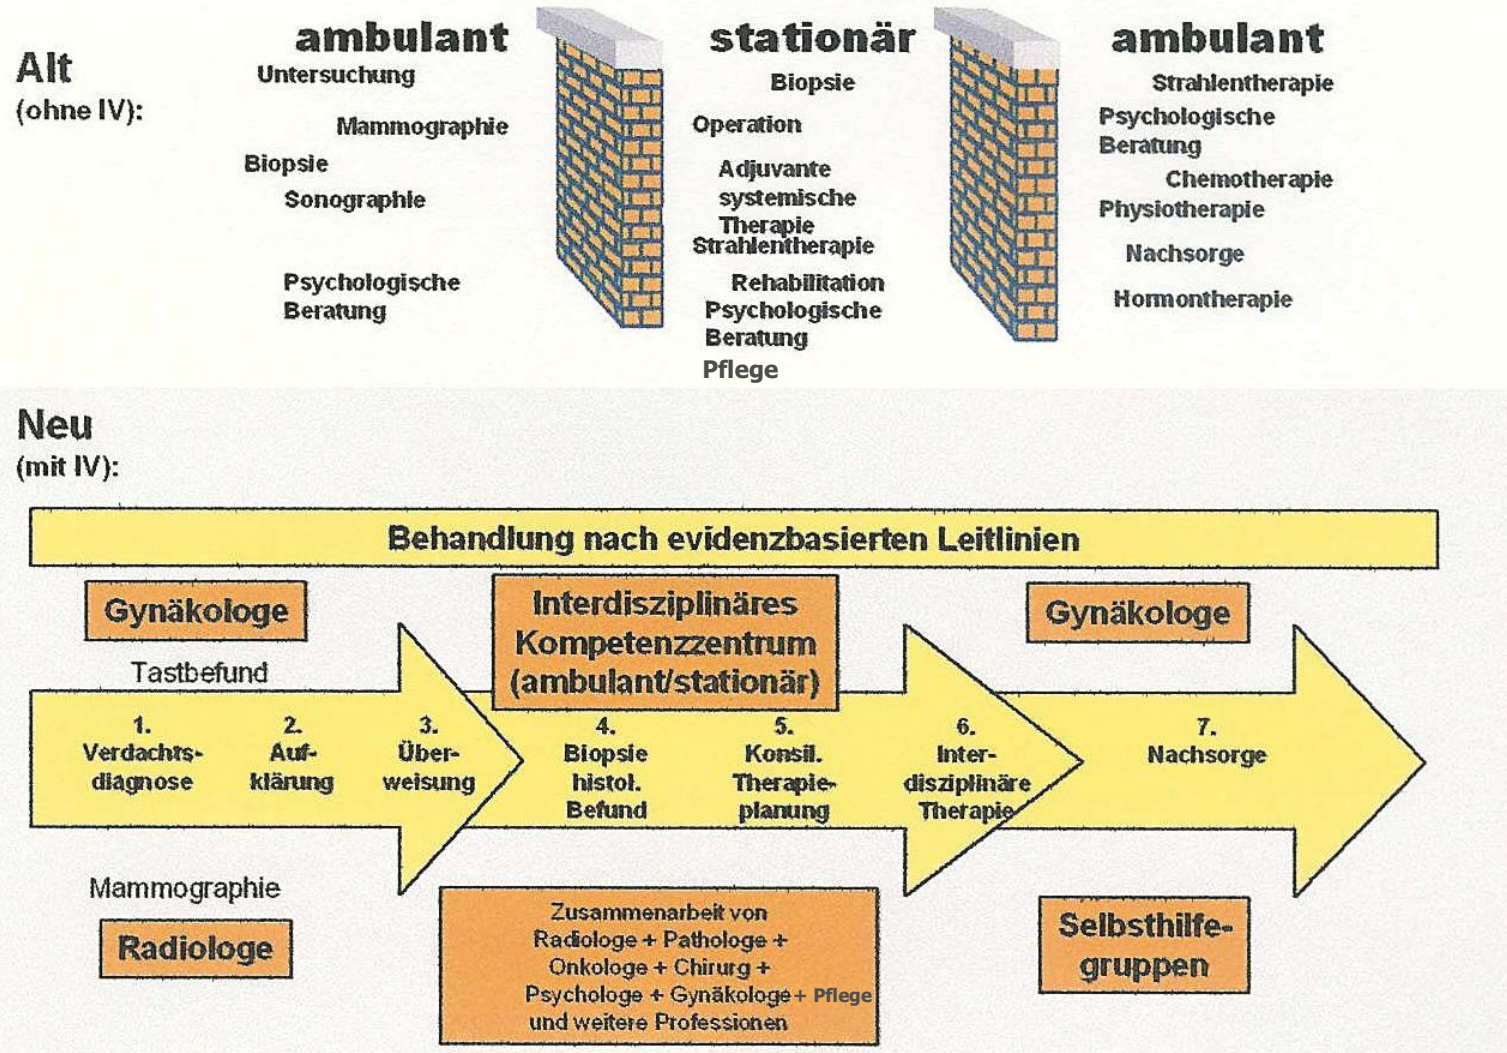 Alt
(ohne IV):
ambulant
Untersuchung
Mammographie
Biopsie
Sonographie
Psychologische
Beratung
stationär
Biopsie
Operation
Adjuvante
systemische
Therapie
Strahlentherapie
Rehabilitation
Psychologische
Beratung
Pflege
ambulant
Strahlentherapie
Psychologische
Beratung
Chemotherapie
Physiotherapie
Nachsorge
Hormontherapie
Neu
(mit IV):
Behandlung nach evidenzbasierten Leitlinien
Gynäkologe
Tastbefund
Interdisziplinäres
Kompetenzzentrum
(ambulant/stationär)
Gynäkologe
1.
Verdachts-
diagnose
2.
Auf-
klärung
3.
Über-
weisung
4.
Biopsie
histol.
Befund
5.
Konsil.
Therapie-
planung
6.
Inter-
disziplinäre
Therapie
7.
Nachsorge
Mammographie
Radiologe
Zusammenarbeit von
Radiologe + Pathologe +
Onkologe + Chirurg +
Psychologe + Gynäkologe + Pflege
und weitere Professionen
Selbsthilfe-
gruppen